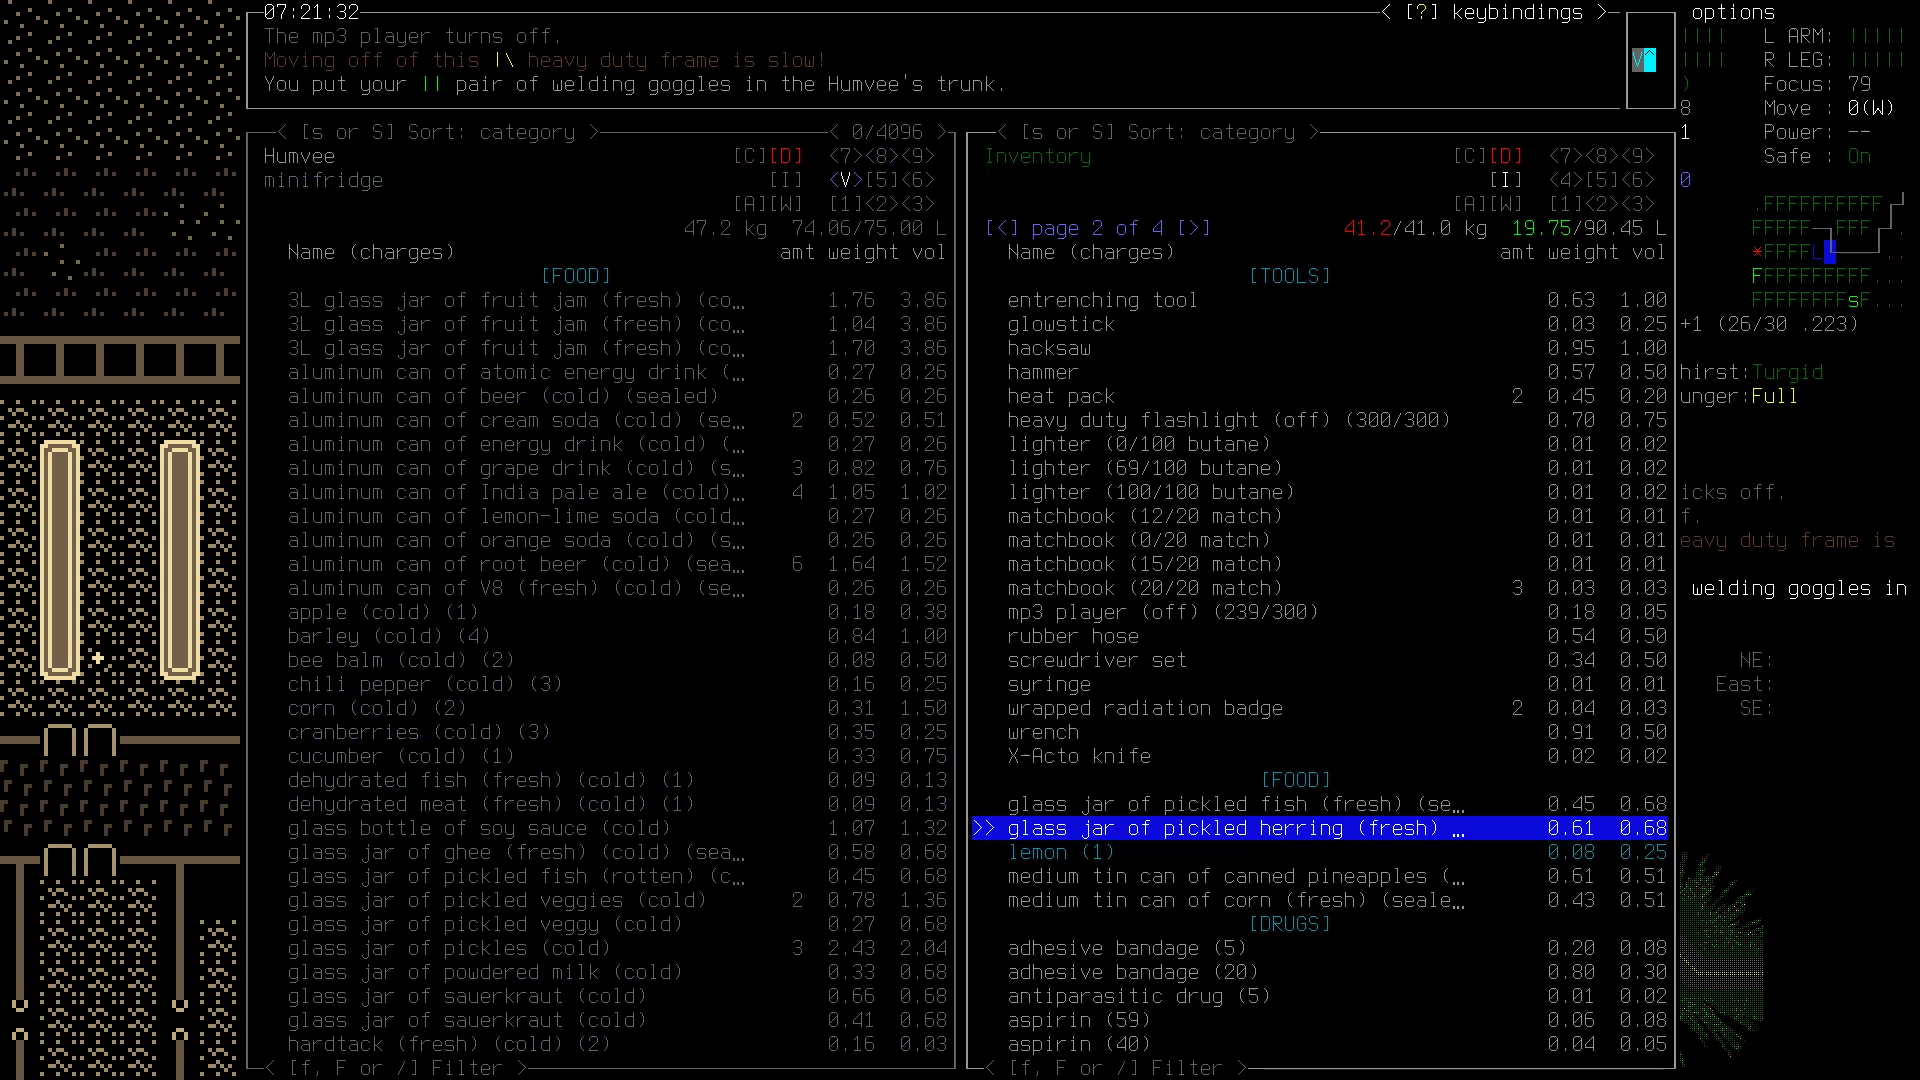 07:21:32 < [?] keybindings > options
The mp3 player turns off. L ARM: |||||
Moving off of this |\ heavy duty frame is slow! V^ R LEG: |||||
You put your || pair of welding goggles in the Humvee's trunk. ) Focus: 79
8 Move : 0(W)
< [s or S] Sort: category > < 0/4096 > < [s or S] Sort: category > 1 Power: --
Humvee [C][D] <7><8><9> Inventory [C][D] <7><8><9> Safe : On
minifridge [I] <V>[5]<6> [I] <4>[5]<6> 0
[A][W] [1]<2><3> [A][W] [1]<2><3> .FFFFFFFFFF
47.2 kg 74.06/75.00 L [<] page 2 of 4 [>] 41.2/41.0 kg 19.75/90.45 L FFFFF FFF
Name (charges) amt weight vol Name (charges) amt weight vol *FFFFL
[FOOD] [TOOLS] FFFFFFFFFF...
3L glass jar of fruit jam (fresh) (co… 1.76 3.86 entrenching tool 0.63 1.00 FFFFFFFFsF...
3L glass jar of fruit jam (fresh) (co… 1.04 3.86 glowstick 0.03 0.25 +1 (26/30 .223)
3L glass jar of fruit jam (fresh) (co… 1.70 3.86 hacksaw 0.95 1.00
aluminum can of atomic energy drink (… 0.27 0.26 hammer 0.57 0.50 hirst:Turgid
aluminum can of beer (cold) (sealed) 0.26 0.26 heat pack 2 0.45 0.20 unger:Full
aluminum can of cream soda (cold) (se… 2 0.52 0.51 heavy duty flashlight (off) (300/300) 0.70 0.75
aluminum can of energy drink (cold) (… 0.27 0.26 lighter (0/100 butane) 0.01 0.02
aluminum can of grape drink (cold) (s… 3 0.82 0.76 lighter (69/100 butane) 0.01 0.02
aluminum can of India pale ale (cold)… 4 1.05 1.02 lighter (100/100 butane) 0.01 0.02 icks off.
aluminum can of lemon-lime soda (cold… 0.27 0.26 matchbook (12/20 match) 0.01 0.01 f.
aluminum can of orange soda (cold) (s… 0.26 0.26 matchbook (0/20 match) 0.01 0.01 eavy duty frame is
aluminum can of root beer (cold) (sea… 6 1.64 1.52 matchbook (15/20 match) 0.01 0.01
aluminum can of V8 (fresh) (cold) (se… 0.26 0.26 matchbook (20/20 match) 3 0.03 0.03 welding goggles in
apple (cold) (1) 0.18 0.38 mp3 player (off) (239/300) 0.18 0.05
barley (cold) (4) 0.84 1.00 rubber hose 0.54 0.50
bee balm (cold) (2) 0.08 0.50 screwdriver set 0.34 0.50 NE:
chili pepper (cold) (3) 0.16 0.25 syringe 0.01 0.01 East:
corn (cold) (2) 0.31 1.50 wrapped radiation badge 2 0.04 0.03 SE:
cranberries (cold) (3) 0.35 0.25 wrench 0.91 0.50
cucumber (cold) (1) 0.33 0.75 X-Acto knife 0.02 0.02
dehydrated fish (fresh) (cold) (1) 0.09 0.13 [FOOD]
dehydrated meat (fresh) (cold) (1) 0.09 0.13 glass jar of pickled fish (fresh) (se… 0.45 0.68
glass bottle of soy sauce (cold) 1.07 1.32 >> glass jar of pickled herring (fresh) … 0.61 0.68
glass jar of ghee (fresh) (cold) (sea… 0.58 0.68 lemon (1) 0.08 0.25
glass jar of pickled fish (rotten) (c… 0.45 0.68 medium tin can of canned pineapples (… 0.61 0.51
glass jar of pickled veggies (cold) 2 0.78 1.36 medium tin can of corn (fresh) (seale… 0.43 0.51
glass jar of pickled veggy (cold) 0.27 0.68 [DRUGS]
glass jar of pickles (cold) 3 2.43 2.04 adhesive bandage (5) 0.20 0.08
glass jar of powdered milk (cold) 0.33 0.68 adhesive bandage (20) 0.80 0.30
glass jar of sauerkraut (cold) 0.66 0.68 antiparasitic drug (5) 0.01 0.02
glass jar of sauerkraut (cold) 0.41 0.68 aspirin (59) 0.06 0.08
hardtack (fresh) (cold) (2) 0.16 0.03 aspirin (40) 0.04 0.05
< [f, F or /] Filter > < [f, F or /] Filter >